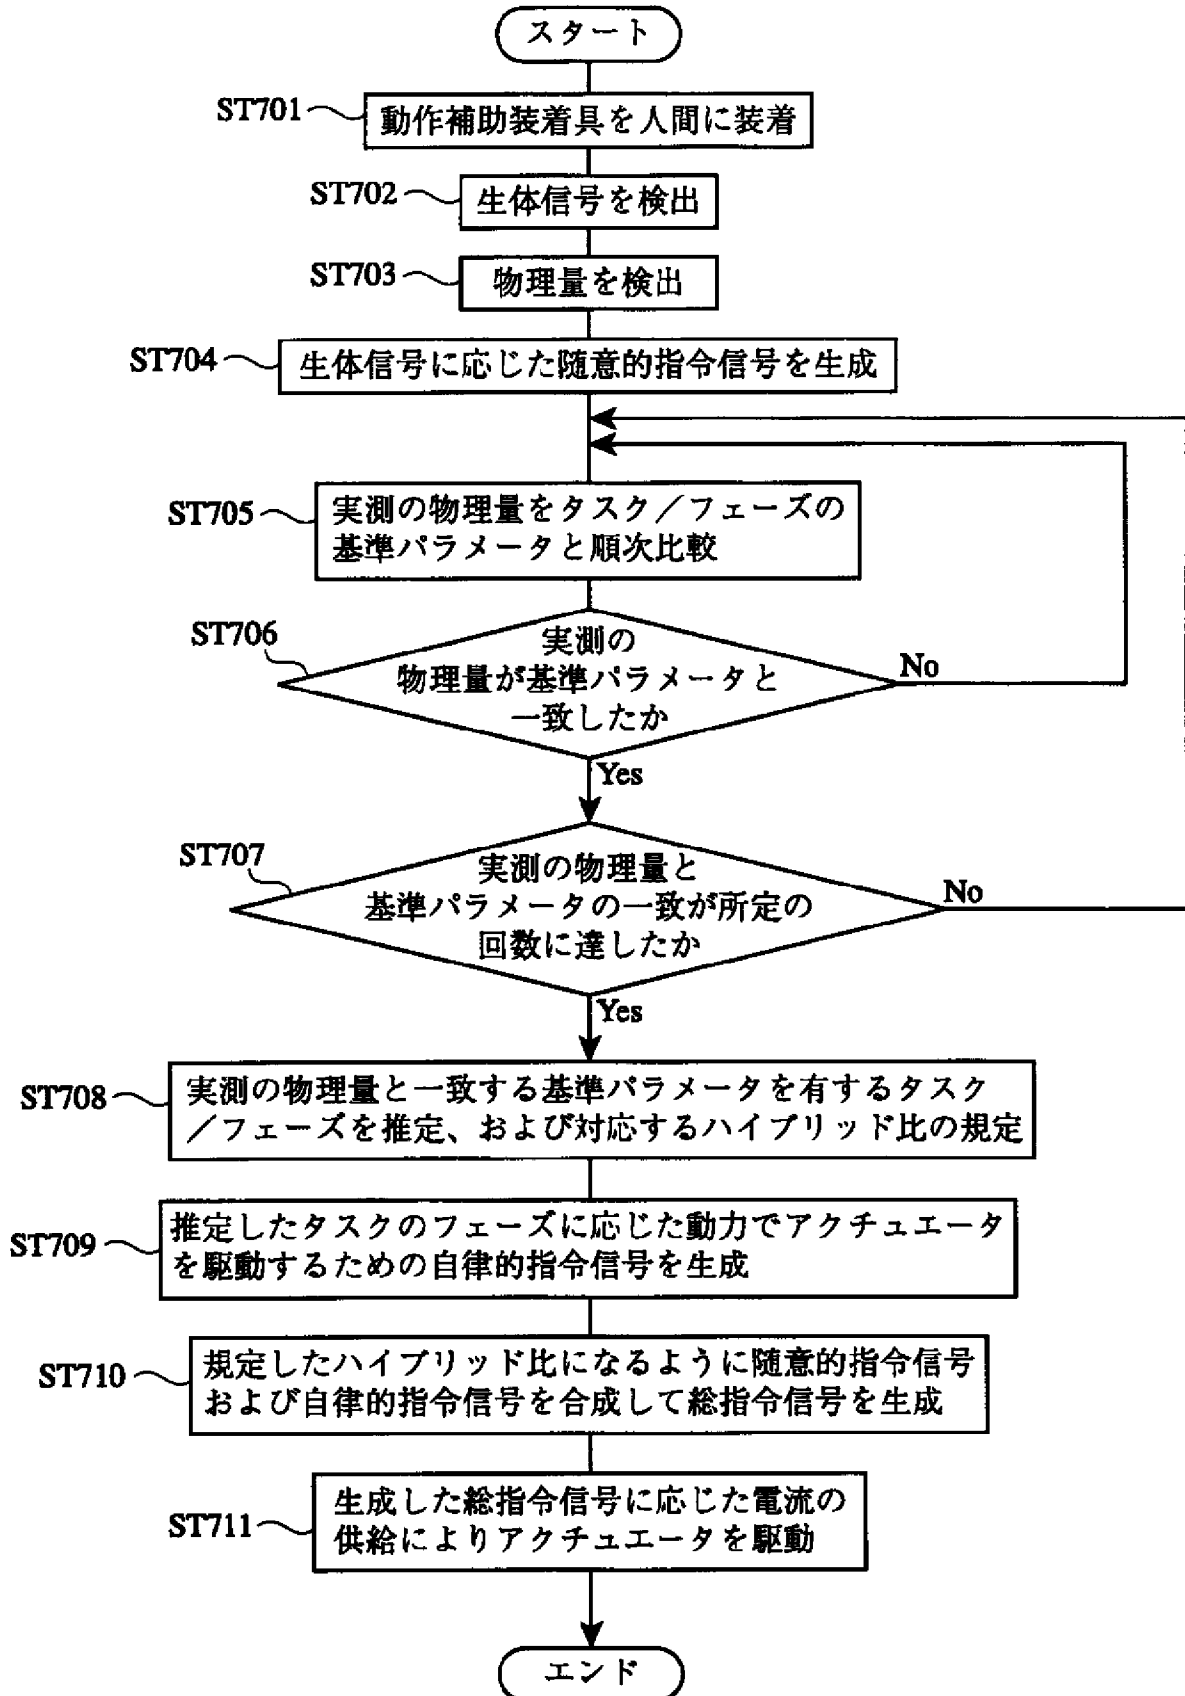 スタート
ST701
動作補助装着具を人間に装着
ST702
生体信号を検出
ST703
物理量を検出
ST704
生体信号に応じた随意的指令信号を生成
ST705
実測の物理量をタスク／フェーズの
基準パラメータと順次比較
ST706
実測の
物理量が基準パラメータと
一致したか
No
Yes
ST707
実測の物理量と
基準パラメータの一致が所定の
回数に達したか
No
Yes
ST708
実測の物理量と一致する基準パラメータを有するタスク
／フェーズを推定、および対応するハイブリッド比の規定
ST709
推定したタスクのフェーズに応じた動力でアクチュエータ
を駆動するための自律的指令信号を生成
ST710
規定したハイブリッド比になるように随意的指令信号
および自律的指令信号を合成して総指令信号を生成
ST711
生成した総指令信号に応じた電流の
供給によりアクチュエータを駆動
エンド